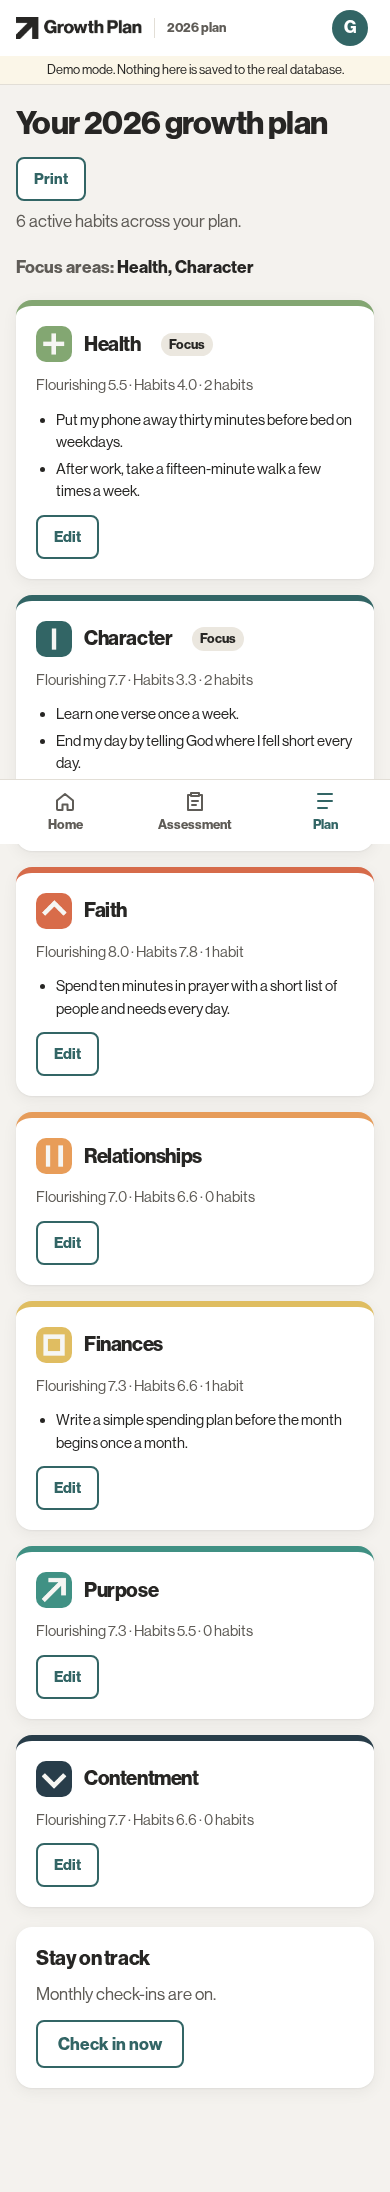 Growth Plan
2026 plan
G
Demo mode. Nothing here is saved to the real database.
Your 2026 growth plan
Print
6 active habits across your plan.
Focus areas: Health, Character
Health
Focus
Flourishing 5.5 · Habits 4.0 · 2 habits
• Put my phone away thirty minutes before bed on
weekdays.
• After work, take a fifteen-minute walk a few
times a week.
Edit
Character
Focus
Flourishing 7.7 · Habits 3.3 · 2 habits
• Learn one verse once a week.
• End my day by telling God where I fell short every
day.
Home
Assessment
Plan
Faith
Flourishing 8.0 · Habits 7.8 · 1 habit
• Spend ten minutes in prayer with a short list of
people and needs every day.
Edit
Relationships
Flourishing 7.0 · Habits 6.6 · 0 habits
Edit
Finances
Flourishing 7.3 · Habits 6.6 · 1 habit
• Write a simple spending plan before the month
begins once a month.
Edit
Purpose
Flourishing 7.3 · Habits 5.5 · 0 habits
Edit
Contentment
Flourishing 7.7 · Habits 6.6 · 0 habits
Edit
Stay on track
Monthly check-ins are on.
Check in now